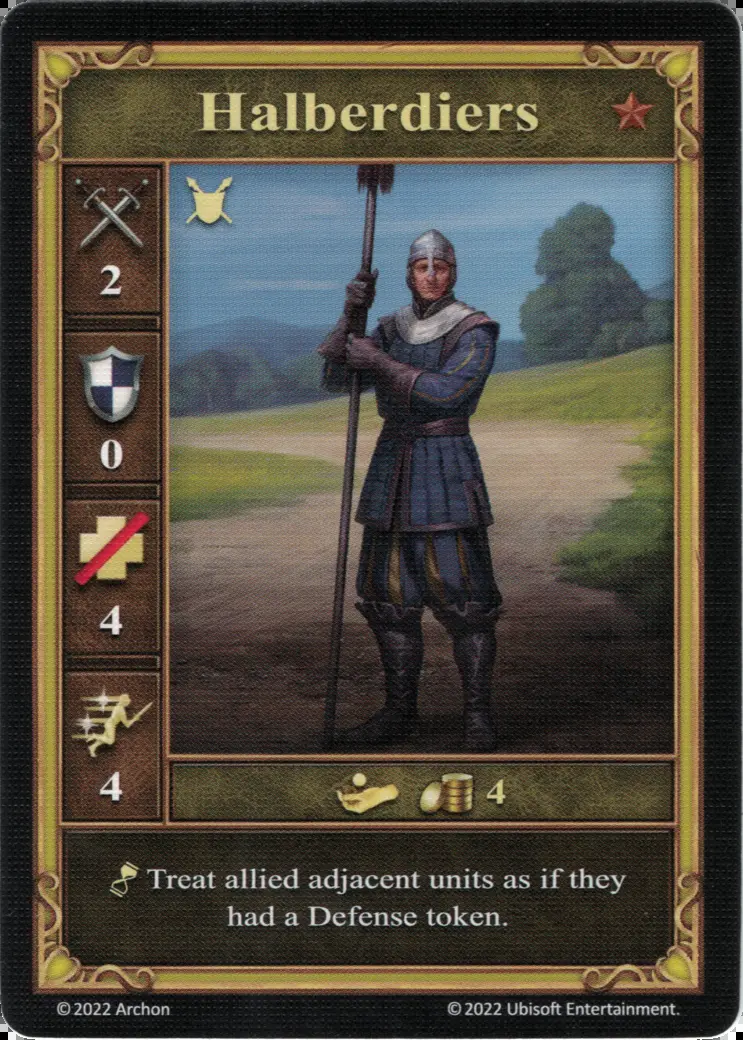 Halberdiers
2
0
4
4
4
Treat allied adjacent units as if they
had a Defense token.
© 2022 Archon
© 2022 Ubisoft Entertainment.